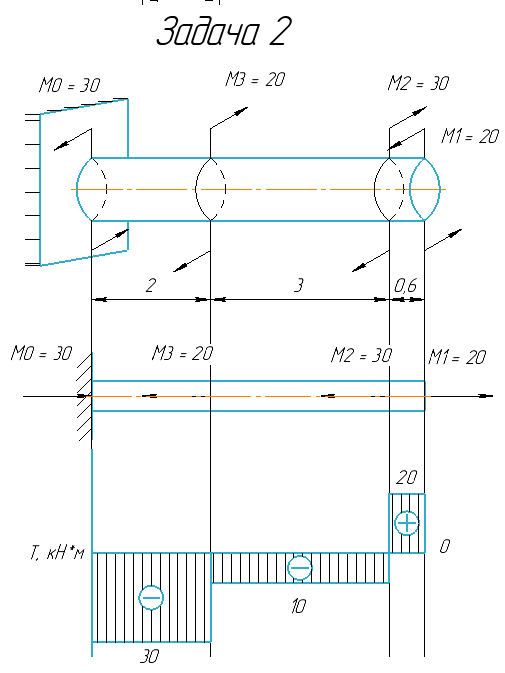 Задача 2
M0 = 30
M3 = 20
M2 = 30
M1 = 20
2
3
0,6
M0 = 30
M3 = 20
M2 = 30
M1 = 20
20
T, кН*м
0
10
30